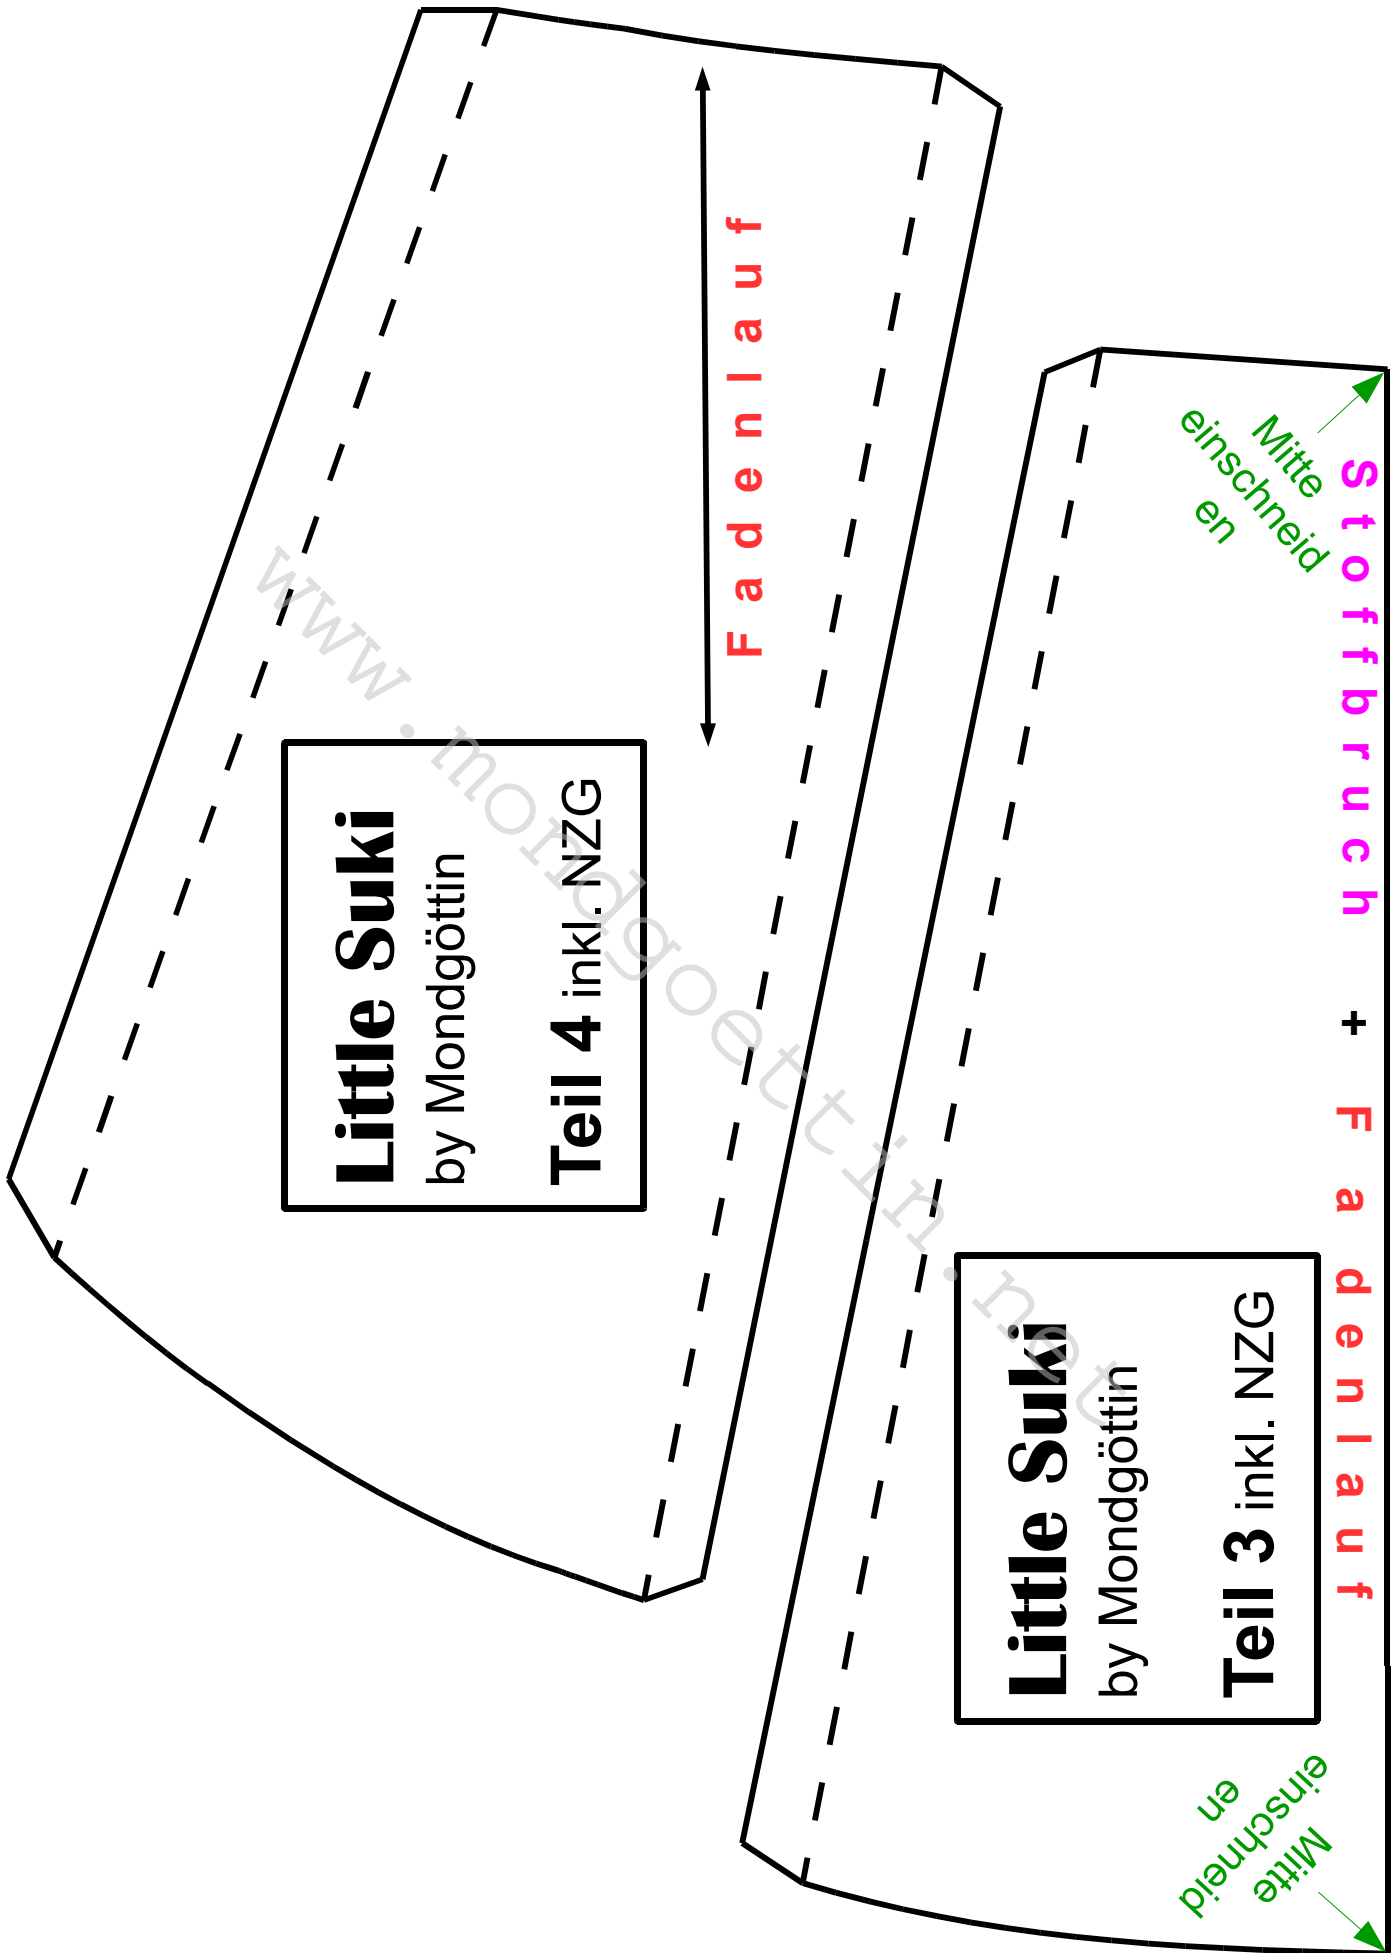 Fadenlauf
Little Suki
by Mondgöttin
Teil 4 inkl. NZG
www.mondgoettin.net
Mitte
einschneid
en
Stoffbruch + Fadenlauf
Little Suki
by Mondgöttin
Teil 3 inkl. NZG
Mitte
einschneid
en